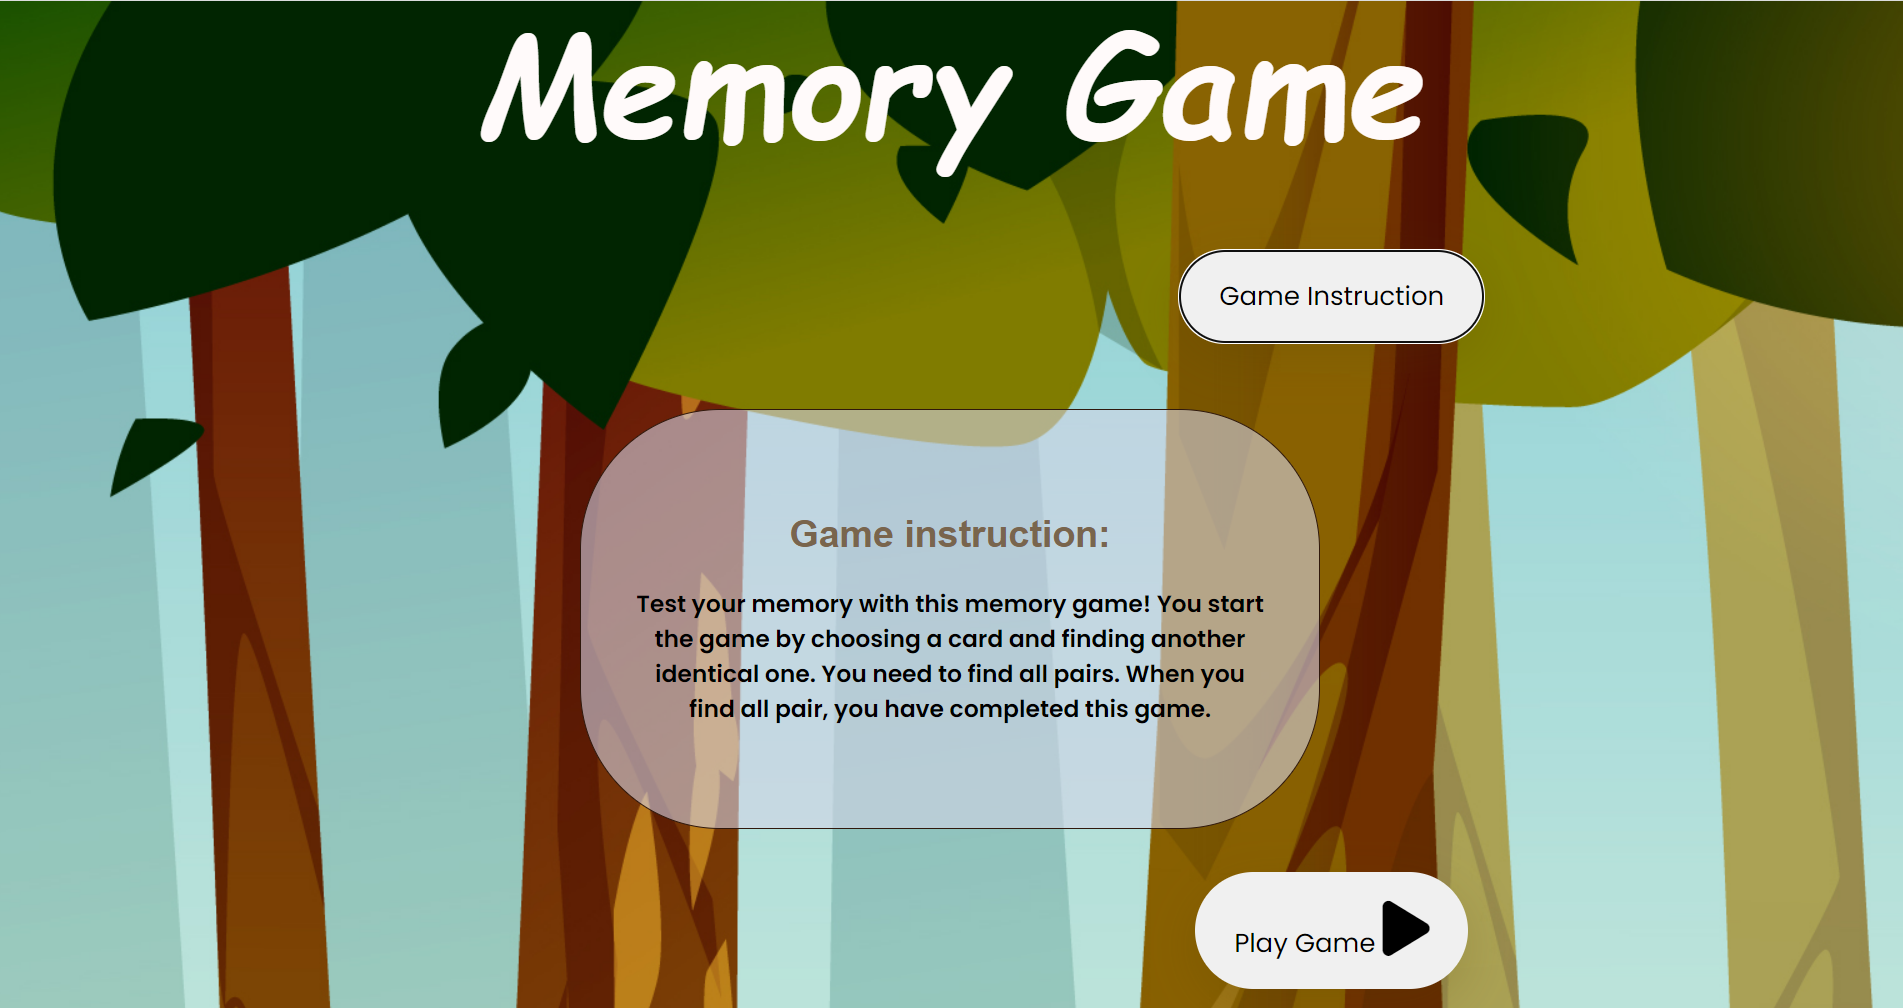 Memory Game
Game Instruction
Game instruction:
Test your memory with this memory game! You start
the game by choosing a card and finding another
identical one. You need to find all pairs. When you
find all pair, you have completed this game.
Play Game